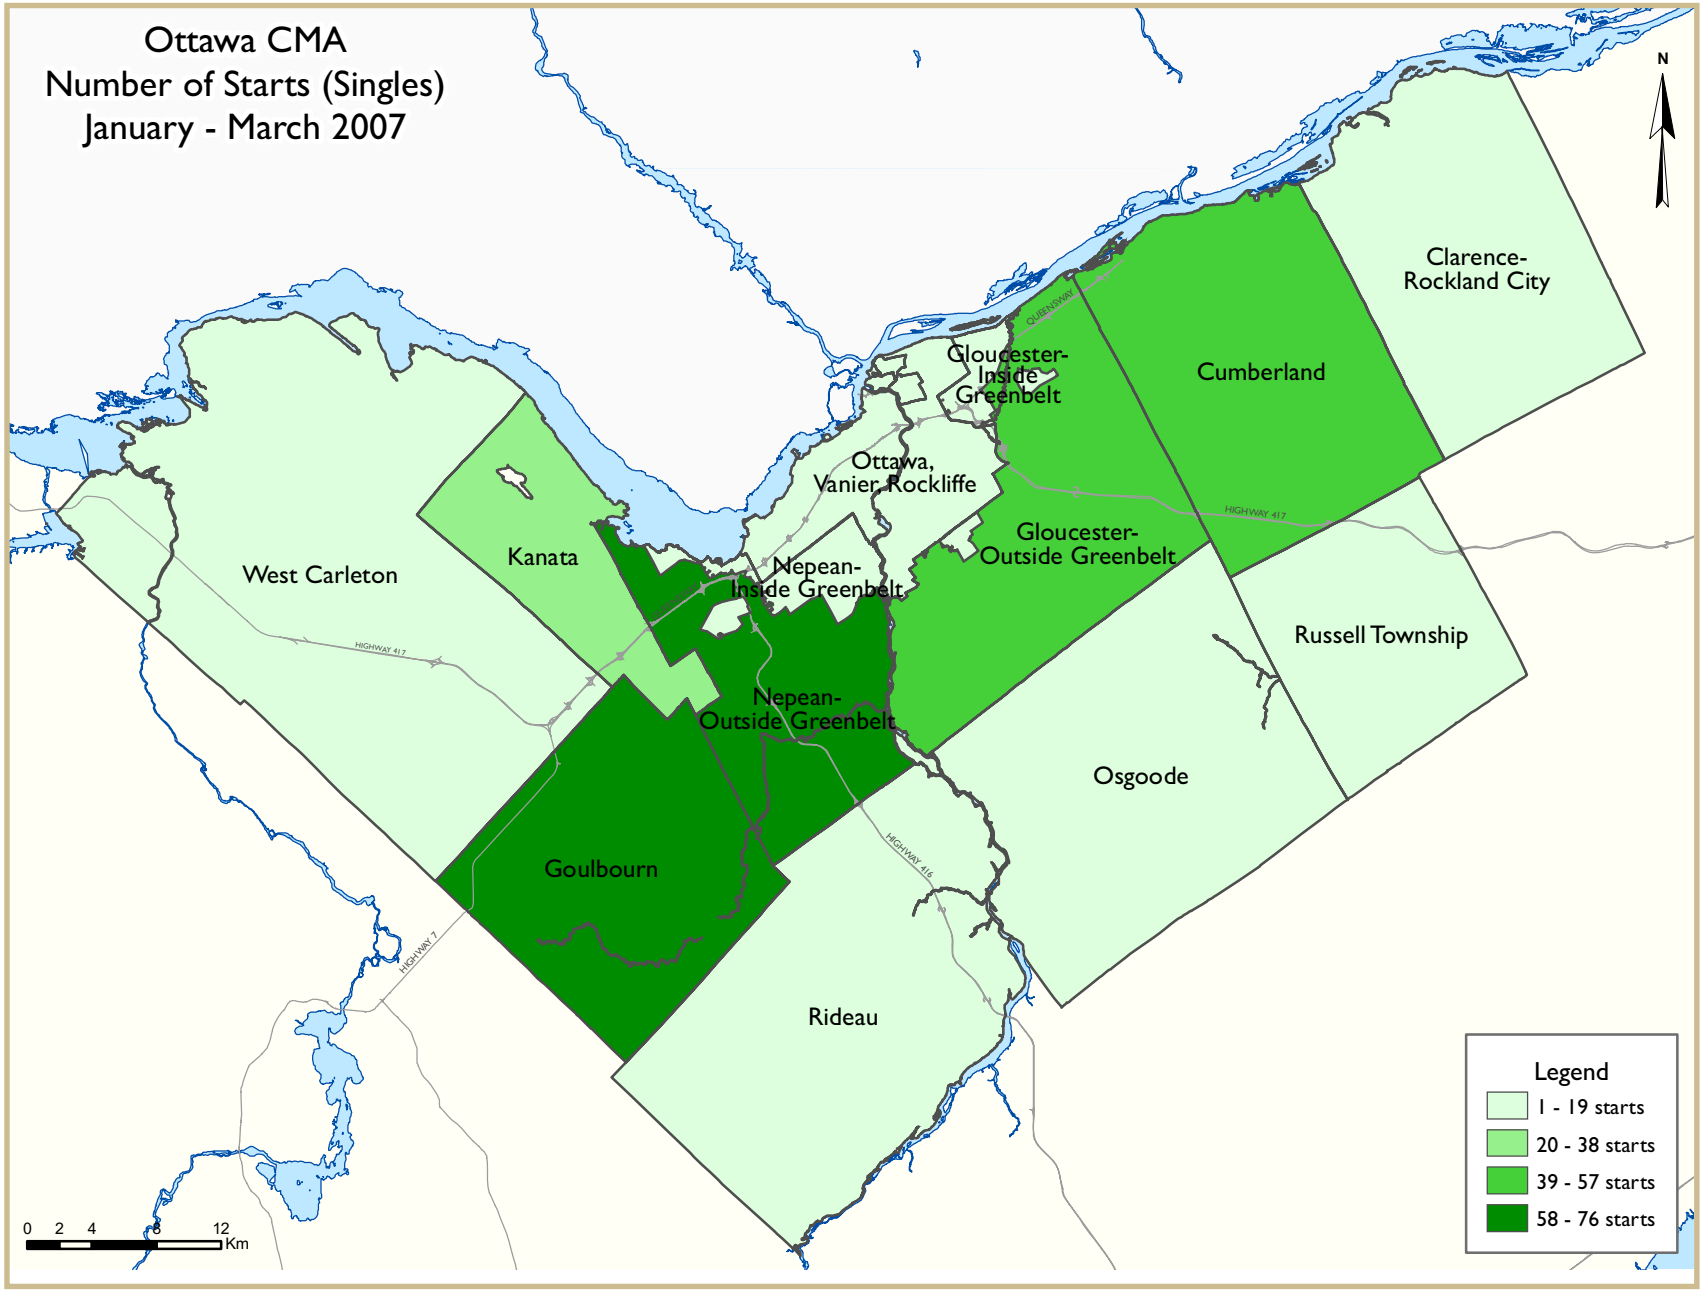 Ottawa CMA
Number of Starts (Singles)
January - March 2007
N
Clarence-
Rockland City
QUEENSWAY
Gloucester-
Inside
Greenbelt
Cumberland
Ottawa,
Vanier, Rockliffe
HIGHWAY 417
Gloucester-
Outside Greenbelt
Kanata
West Carleton
Nepean-
Inside Greenbelt
Russell Township
HIGHWAY 417
Nepean-
Outside Greenbelt
Osgoode
Goulbourn
HIGHWAY 416
HIGHWAY 7
Rideau
Legend
1 - 19 starts
20 - 38 starts
39 - 57 starts
58 - 76 starts
0 2 4 8 12
Km